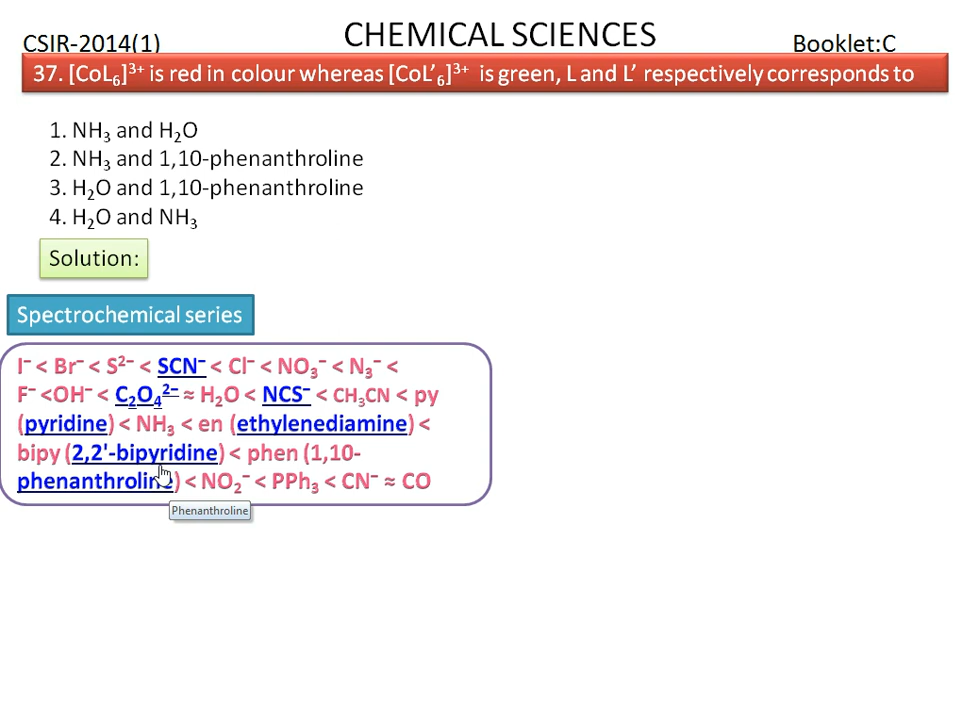 CHEMICAL SCIENCES
CSIR-2014(1)
Booklet:C
37. [CoL₆]³⁺ is red in colour whereas [CoL’₆]³⁺ is green, L and L’ respectively corresponds to
1. NH₃ and H₂O
2. NH₃ and 1,10-phenanthroline
3. H₂O and 1,10-phenanthroline
4. H₂O and NH₃
Solution:
Spectrochemical series
I⁻ < Br⁻ < S²⁻ < SCN⁻ < Cl⁻ < NO₃⁻ < N₃⁻ <
F⁻ <OH⁻ < C₂O₄²⁻ ≈ H₂O < NCS⁻ < CH₃CN < py
(pyridine) < NH₃ < en (ethylenediamine) <
bipy (2,2'-bipyridine) < phen (1,10-
phenanthroline) < NO₂⁻ < PPh₃ < CN⁻ ≈ CO
Phenanthroline